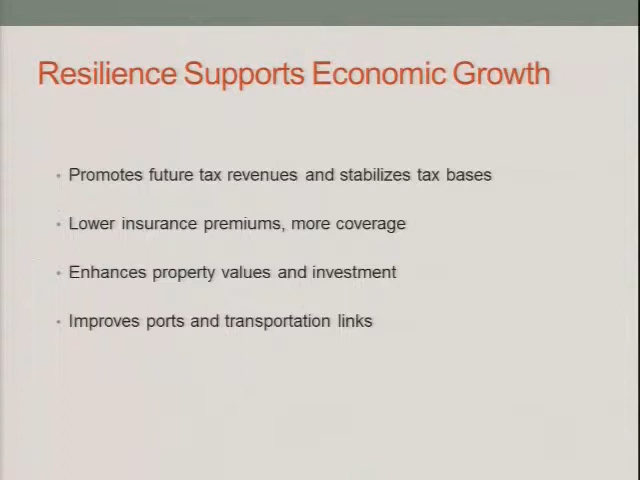 Resilience Supports Economic Growth
• Promotes future tax revenues and stabilizes tax bases
• Lower insurance premiums, more coverage
• Enhances property values and investment
• Improves ports and transportation links